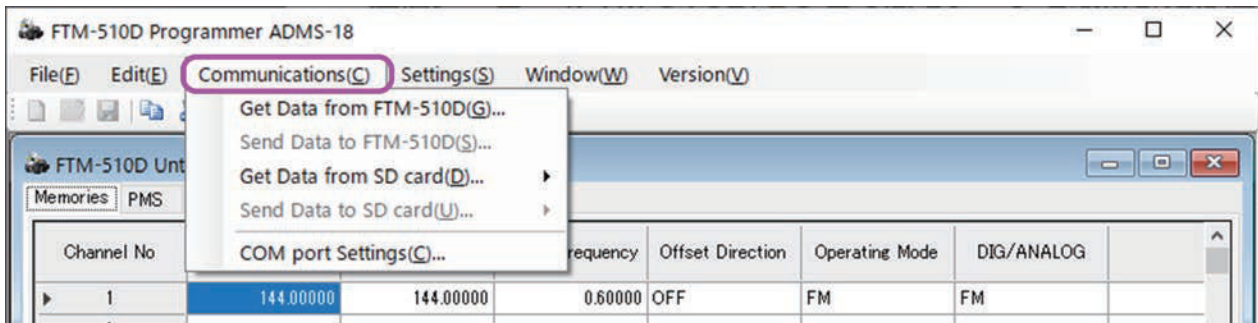 FTM-510D Programmer ADMS-18
File(F) Edit(E) Communications(C) Settings(S) Window(W) Version(V)
Get Data from FTM-510D(G)...
Send Data to FTM-510D(S)...
Get Data from SD card(D)...
Send Data to SD card(U)...
COM port Settings(C)...
FTM-510D Unt
Memories PMS
Channel No requency Offset Direction Operating Mode DIG/ANALOG
1 144.00000 144.00000 0.60000 OFF FM FM